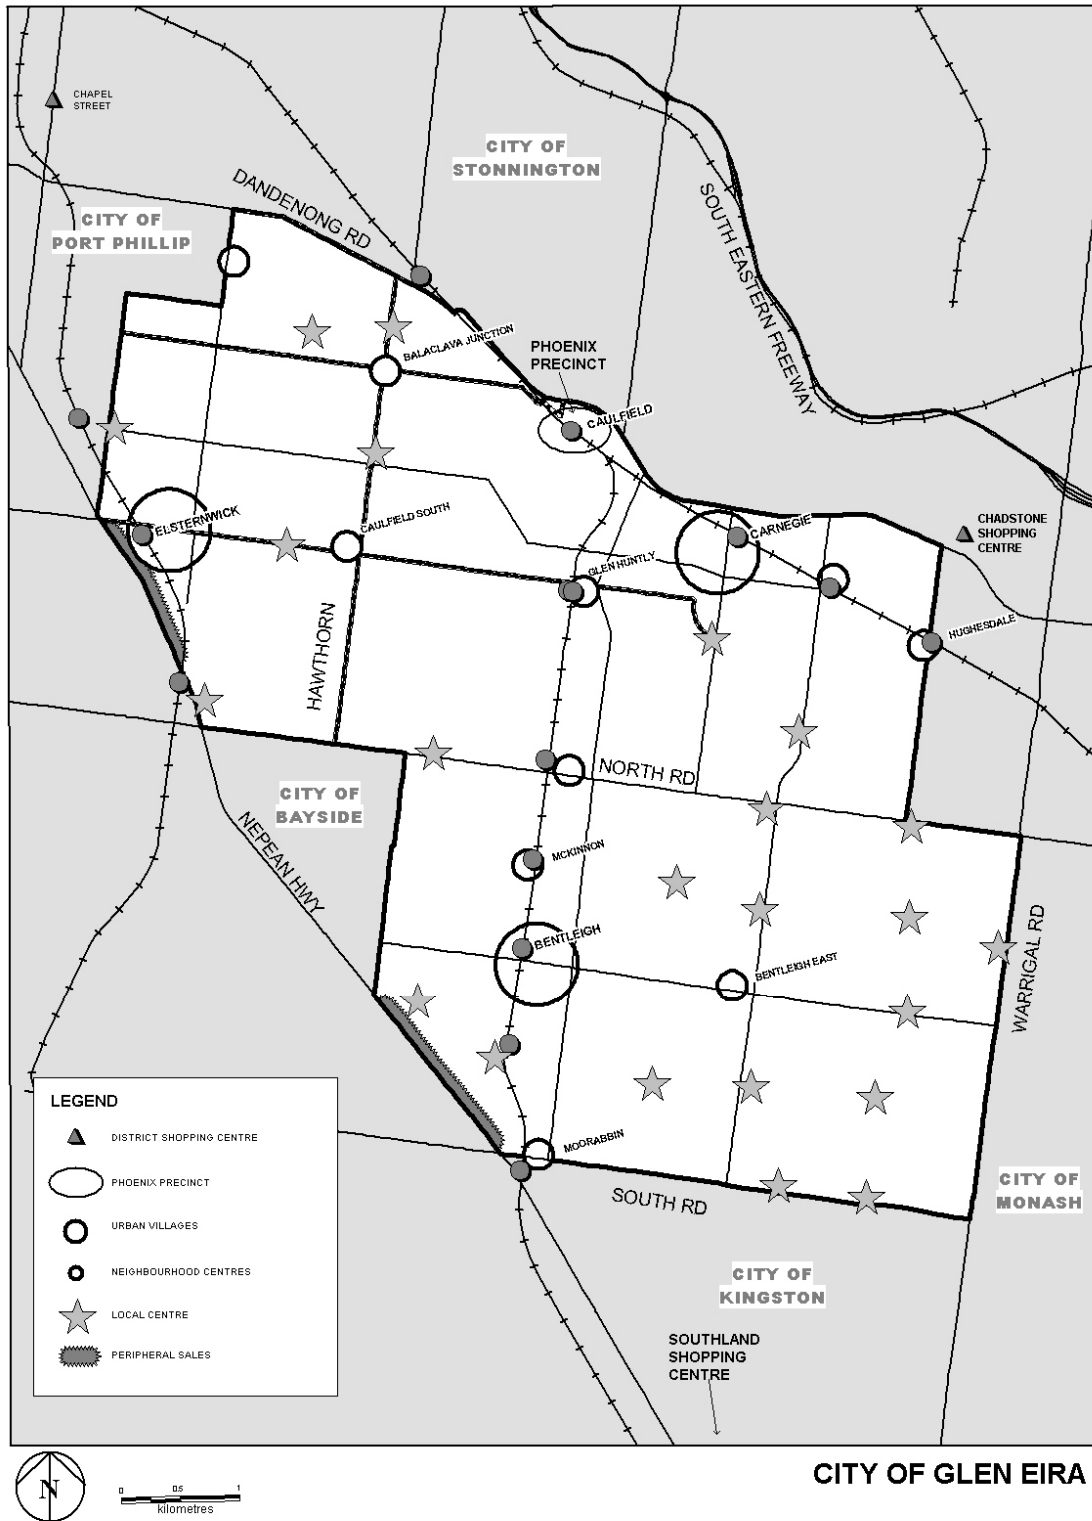 CHAPEL
STREET
CITY OF
STONNINGTON
DANDENONG RD
CITY OF
PORT PHILLIP
SOUTH EASTERN FREEWAY
BALACLAVA JUNCTION
PHOENIX
PRECINCT
CAULFIELD
ELSTERNWICK
CAULFIELD SOUTH
CARNEGIE
CHADSTONE
SHOPPING
CENTRE
GLEN HUNTLY
HUGHESDALE
HAWTHORN
NORTH RD
CITY OF
BAYSIDE
NEPEAN HWY
MCKINNON
BENTLEIGH
BENTLEIGH EAST
WARRIGAL RD
MOORABBIN
SOUTH RD
CITY OF
MONASH
CITY OF
KINGSTON
SOUTHLAND
SHOPPING
CENTRE
LEGEND
DISTRICT SHOPPING CENTRE
PHOENIX PRECINCT
URBAN VILLAGES
NEIGHBOURHOOD CENTRES
LOCAL CENTRE
PERIPHERAL SALES
N
0 0.5 1
kilometres
CITY OF GLEN EIRA